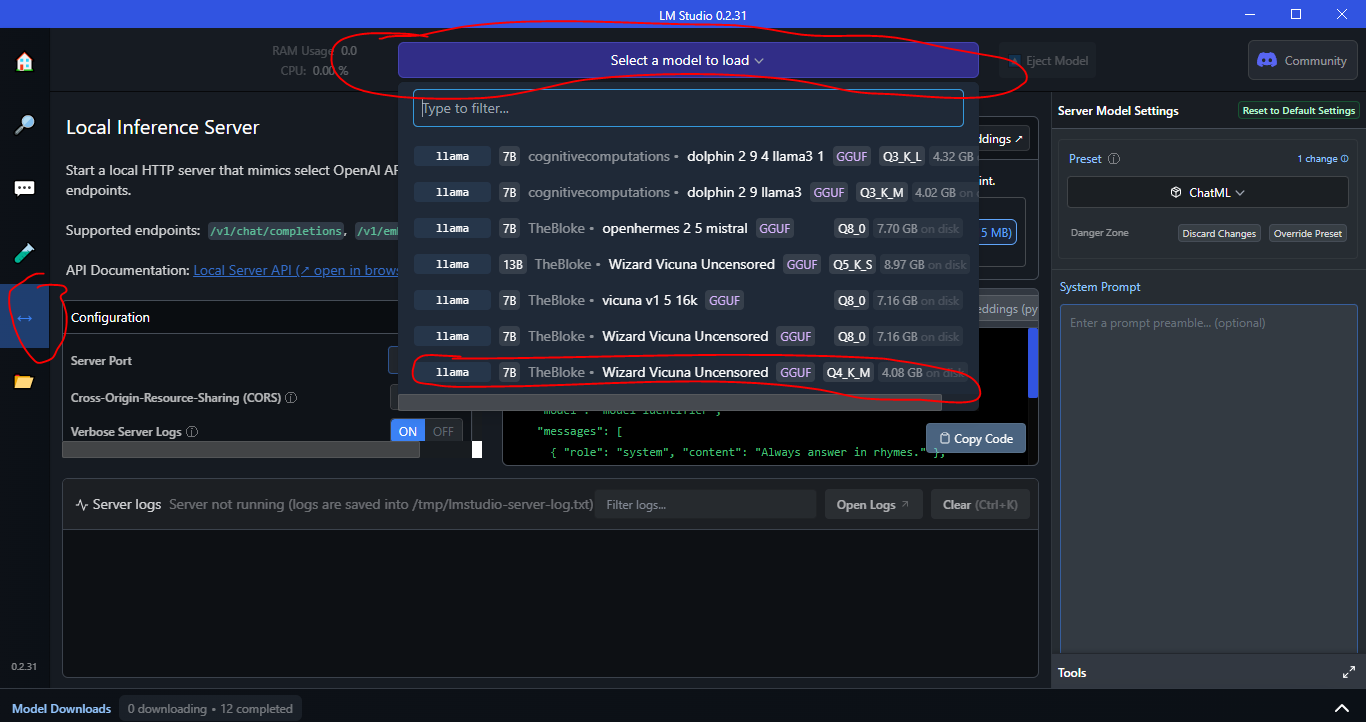 LM Studio 0.2.31
RAM Usage 0.0
CPU: 0.00 %
Select a model to load
Eject Model
Community
Type to filter...
llama 7B cognitivecomputations • dolphin 2 9 4 llama3 1 GGUF Q3_K_L 4.32 GB
llama 7B cognitivecomputations • dolphin 2 9 llama3 GGUF Q3_K_M 4.02 GB on
llama 7B TheBloke • openhermes 2 5 mistral GGUF Q8_0 7.70 GB on disk
llama 13B TheBloke • Wizard Vicuna Uncensored GGUF Q5_K_S 8.97 GB on disk
llama 7B TheBloke • vicuna v1 5 16k GGUF Q8_0 7.16 GB on disk
llama 7B TheBloke • Wizard Vicuna Uncensored GGUF Q8_0 7.16 GB on disk
llama 7B TheBloke • Wizard Vicuna Uncensored GGUF Q4_K_M 4.08 GB on disk
Local Inference Server
Start a local HTTP server that mimics select OpenAI AP
endpoints.
Supported endpoints: /v1/chat/completions, /v1/em
API Documentation: Local Server API (↗ open in brows
ddings ↗
int.
5 MB)
Configuration
Server Port
Cross-Origin-Resource-Sharing (CORS)
Verbose Server Logs
ON OFF
eddings (py
"model": "model-identifier",
"messages": [
{ "role": "system", "content": "Always answer in rhymes." },
Copy Code
Server logs Server not running (logs are saved into /tmp/lmstudio-server-log.txt)
Filter logs...
Open Logs ↗
Clear (Ctrl+K)
Server Model Settings
Reset to Default Settings
Preset
1 change
ChatML
Danger Zone
Discard Changes
Override Preset
System Prompt
Enter a prompt preamble... (optional)
Tools
0.2.31
Model Downloads 0 downloading • 12 completed